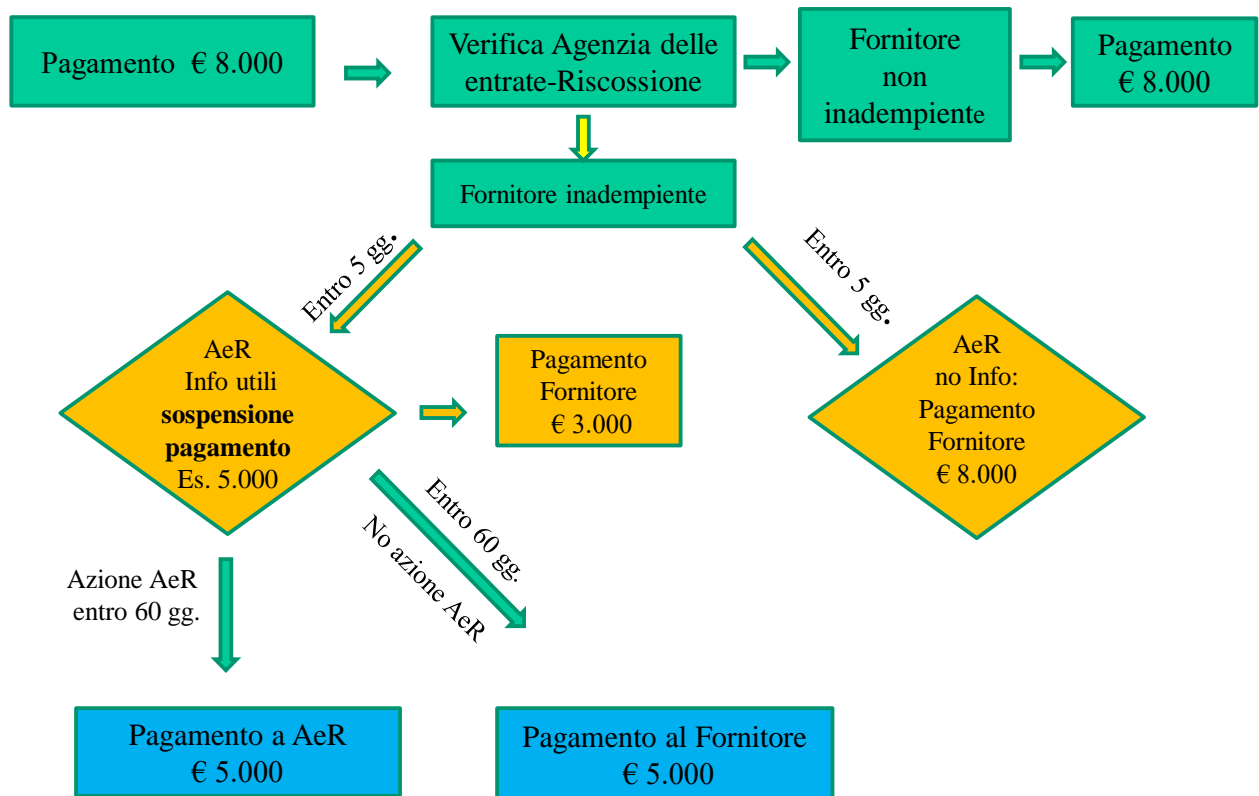 Pagamento € 8.000
Verifica Agenzia delle
entrate-Riscossione
Fornitore
non
inadempiente
Pagamento
€ 8.000
Fornitore inadempiente
Entro 5 gg.
Entro 5 gg.
AeR
Info utili
sospensione
pagamento
Es. 5.000
Pagamento
Fornitore
€ 3.000
AeR
no Info:
Pagamento
Fornitore
€ 8.000
Azione AeR
entro 60 gg.
Entro 60 gg.
No azione AeR
Pagamento a AeR
€ 5.000
Pagamento al Fornitore
€ 5.000